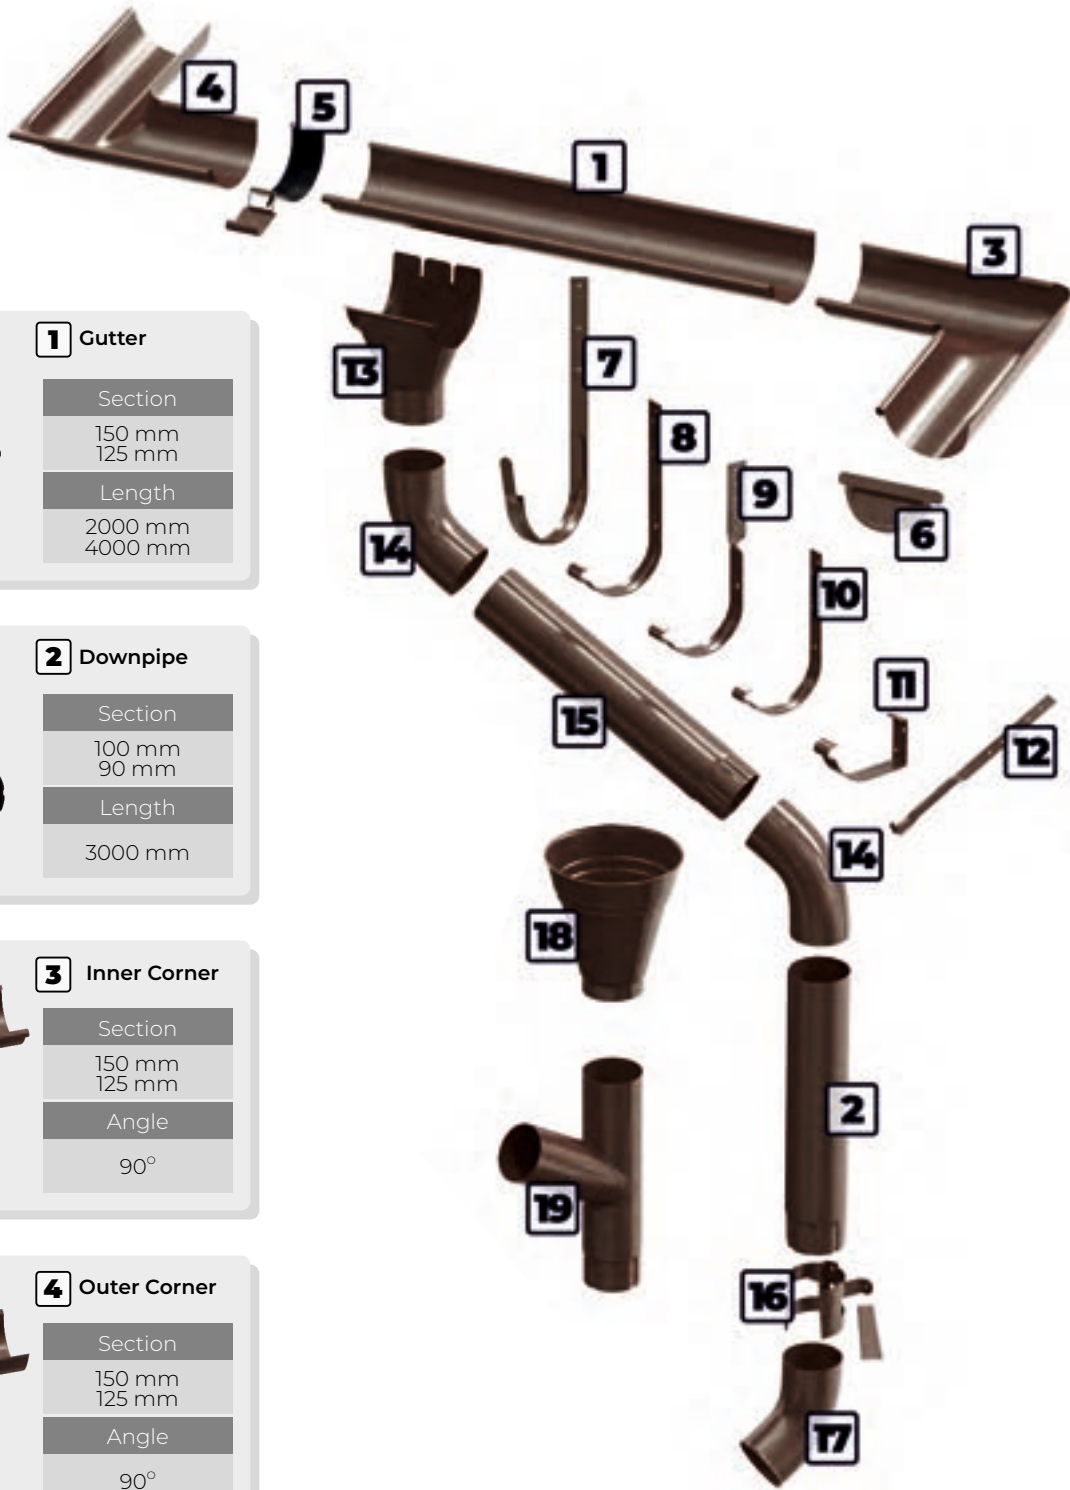 4
5
1
3
1 Gutter
Section
150 mm
125 mm
Length
2000 mm
4000 mm
13
7
8
9
6
14
10
2 Downpipe
Section
100 mm
90 mm
Length
3000 mm
15
11
12
14
18
3 Inner Corner
Section
150 mm
125 mm
Angle
90°
2
19
4 Outer Corner
Section
150 mm
125 mm
Angle
90°
16
17